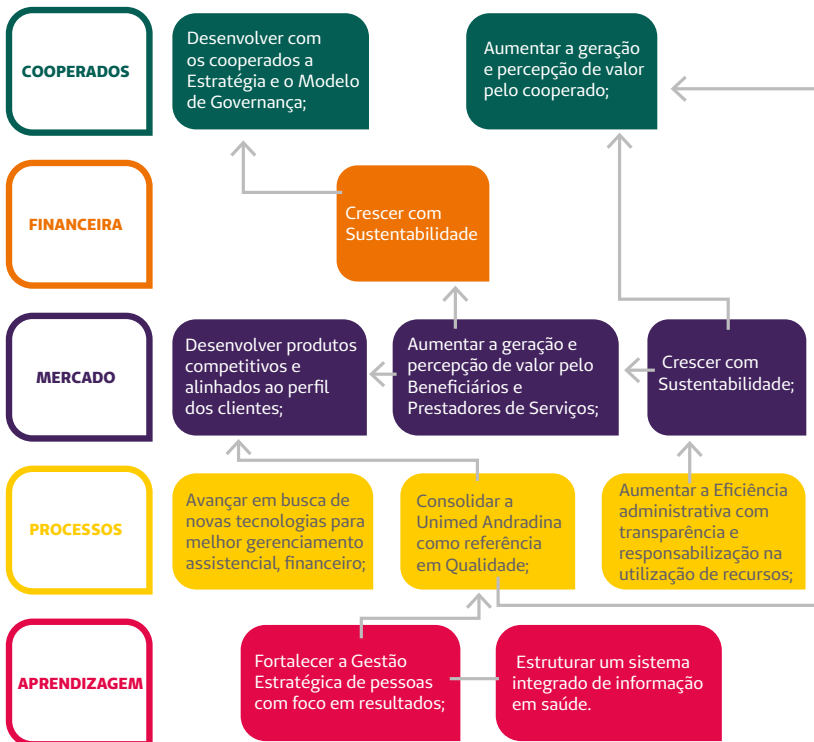 COOPERADOS
Desenvolver com
os cooperados a
Estratégia e o Modelo
de Governança;
Aumentar a geração
e percepção de valor
pelo cooperado;
FINANCEIRA
Crescer com
Sustentabilidade
MERCADO
Desenvolver produtos
competitivos e
alinhados ao perfil
dos clientes;
Aumentar a geração e
percepção de valor pelo
Beneficiários e
Prestadores de Serviços;
Crescer com
Sustentabilidade;
PROCESSOS
Avançar em busca de
novas tecnologias para
melhor gerenciamento
assistencial, financeiro;
Consolidar a
Unimed Andradina
como referência
em Qualidade;
Aumentar a Eficiência
administrativa com
transparência e
responsabilização na
utilização de recursos;
APRENDIZAGEM
Fortalecer a Gestão
Estratégica de pessoas
com foco em resultados;
Estruturar um sistema
integrado de informação
em saúde.